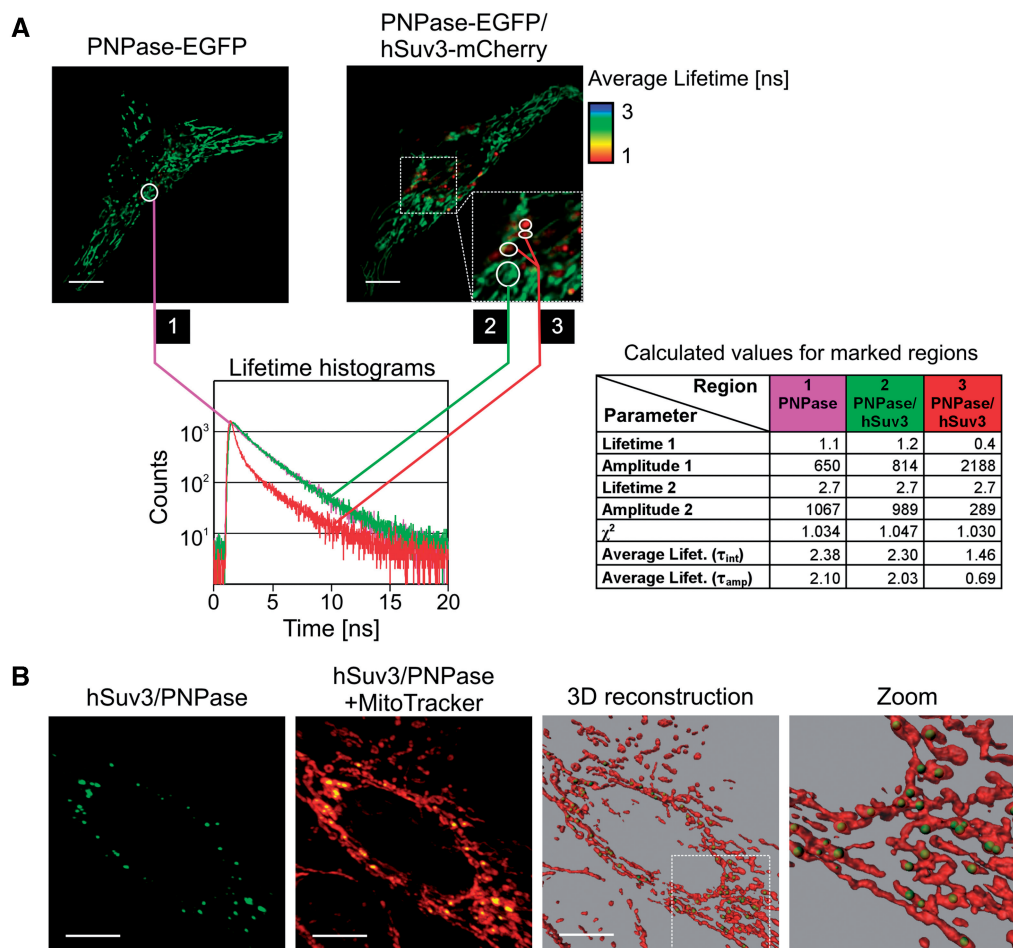 A
PNPase-EGFP
PNPase-EGFP/
hSuv3-mCherry
Average Lifetime [ns]
3
1
1
2
3
Lifetime histograms
Counts
10³
10²
10¹
0
5
10
15
20
Time [ns]
Calculated values for marked regions
Region
Parameter
1
PNPase
2
PNPase/
hSuv3
3
PNPase/
hSuv3
Lifetime 1 1.1 1.2 0.4
Amplitude 1 650 814 2188
Lifetime 2 2.7 2.7 2.7
Amplitude 2 1067 989 289
χ² 1.034 1.047 1.030
Average Lifet. (τint) 2.38 2.30 1.46
Average Lifet. (τamp) 2.10 2.03 0.69
B
hSuv3/PNPase
hSuv3/PNPase
+MitoTracker
3D reconstruction
Zoom